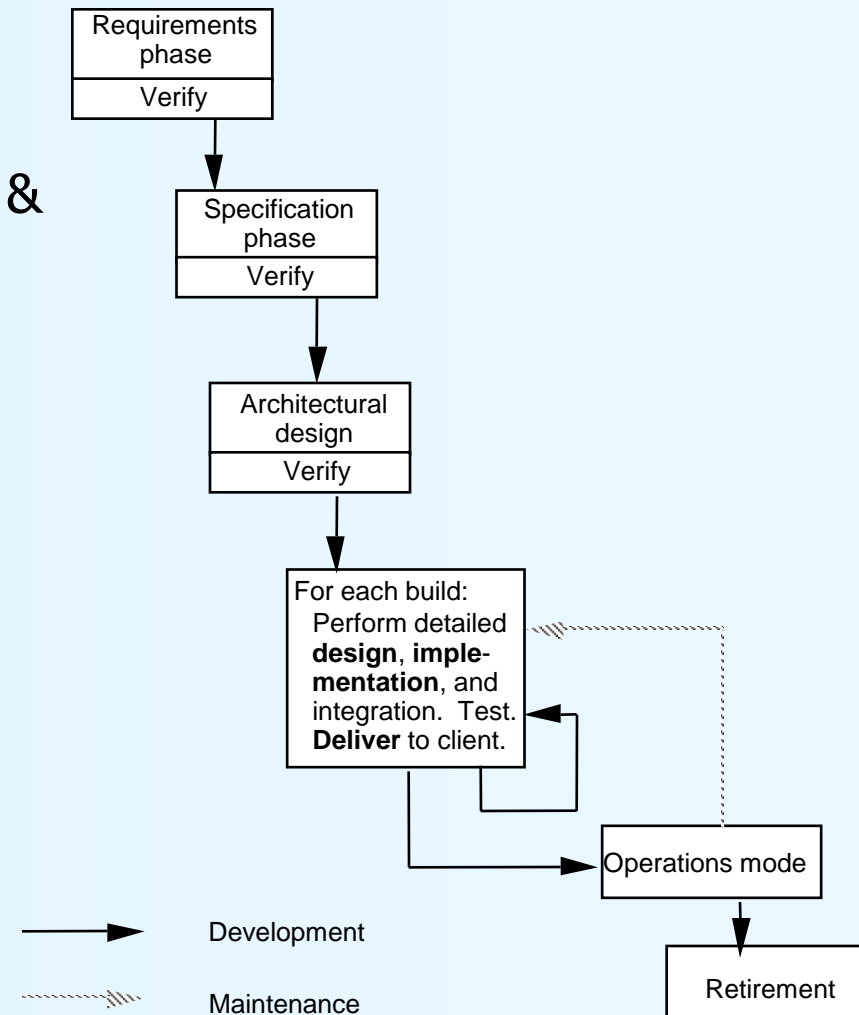 Requirements
phase
Verify
&
Specification
phase
Verify
Architectural
design
Verify
For each build:
Perform detailed
design, imple-
mentation, and
integration. Test.
Deliver to client.
Operations mode
Development
Retirement
Maintenance